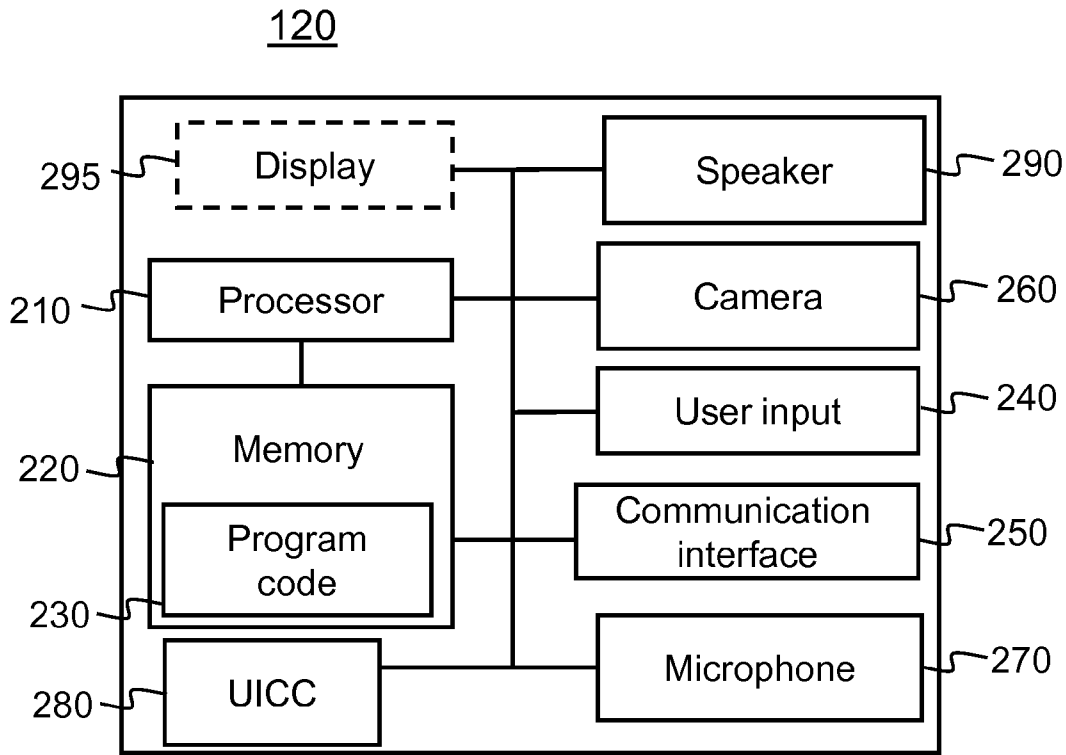 120
295
Display
Speaker
290
210
Processor
Camera
260
User input
240
220
Memory
Program
code
230
Communication
interface
250
280
UICC
Microphone
270